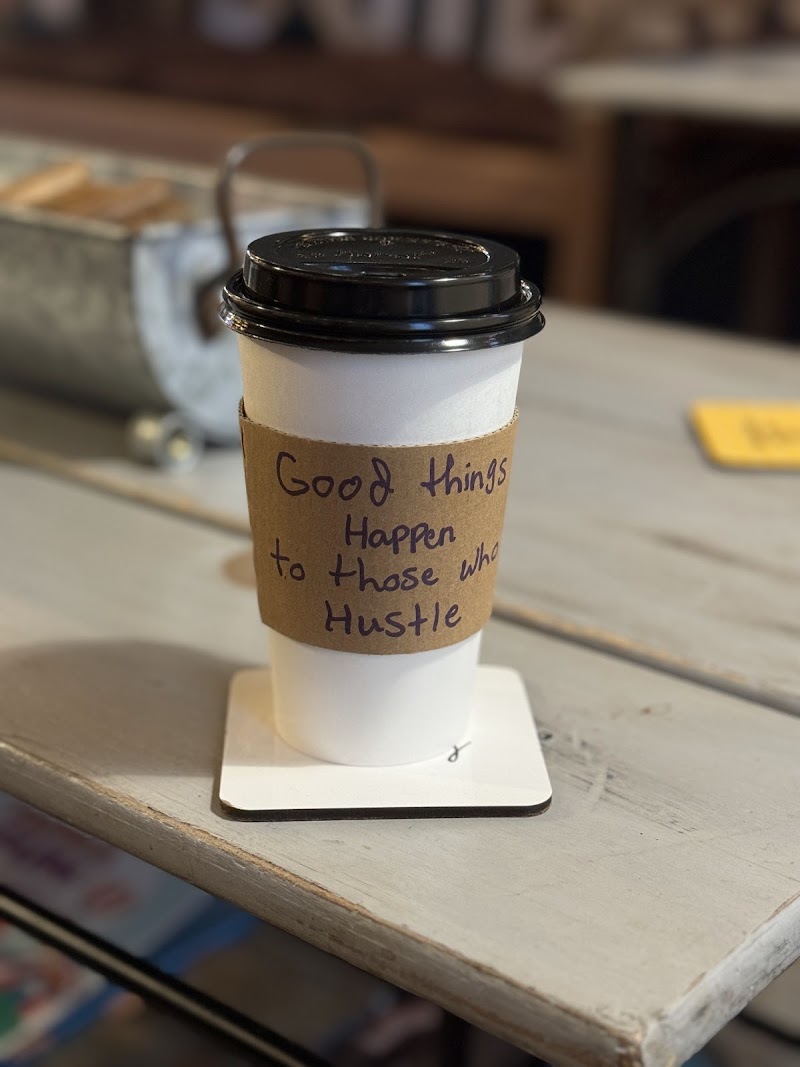 Good things
Happen
to those who
Hustle